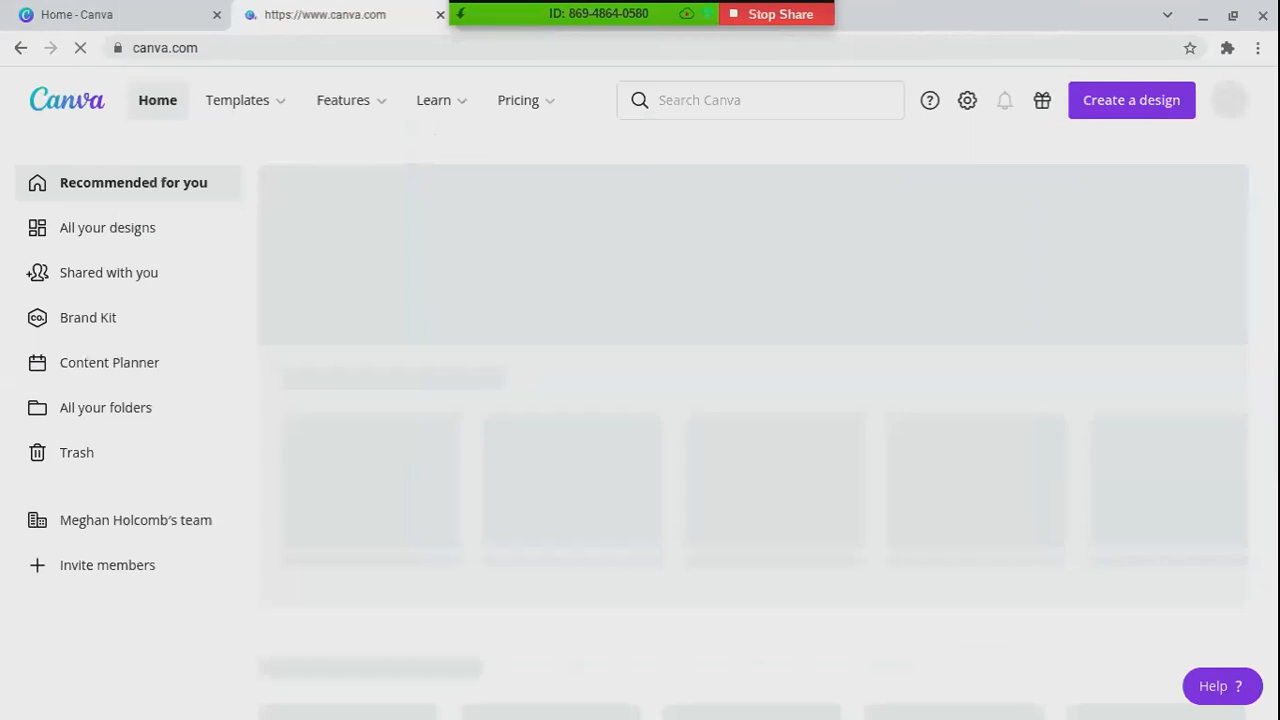 Home - Canva
https://www.canva.com
ID: 869-4864-0580
Stop Share
canva.com
Canva
Home
Templates
Features
Learn
Pricing
Search Canva
Create a design
Recommended for you
All your designs
Shared with you
CO.
Brand Kit
Content Planner
All your folders
Trash
Meghan Holcomb's team
Invite members
Help ?